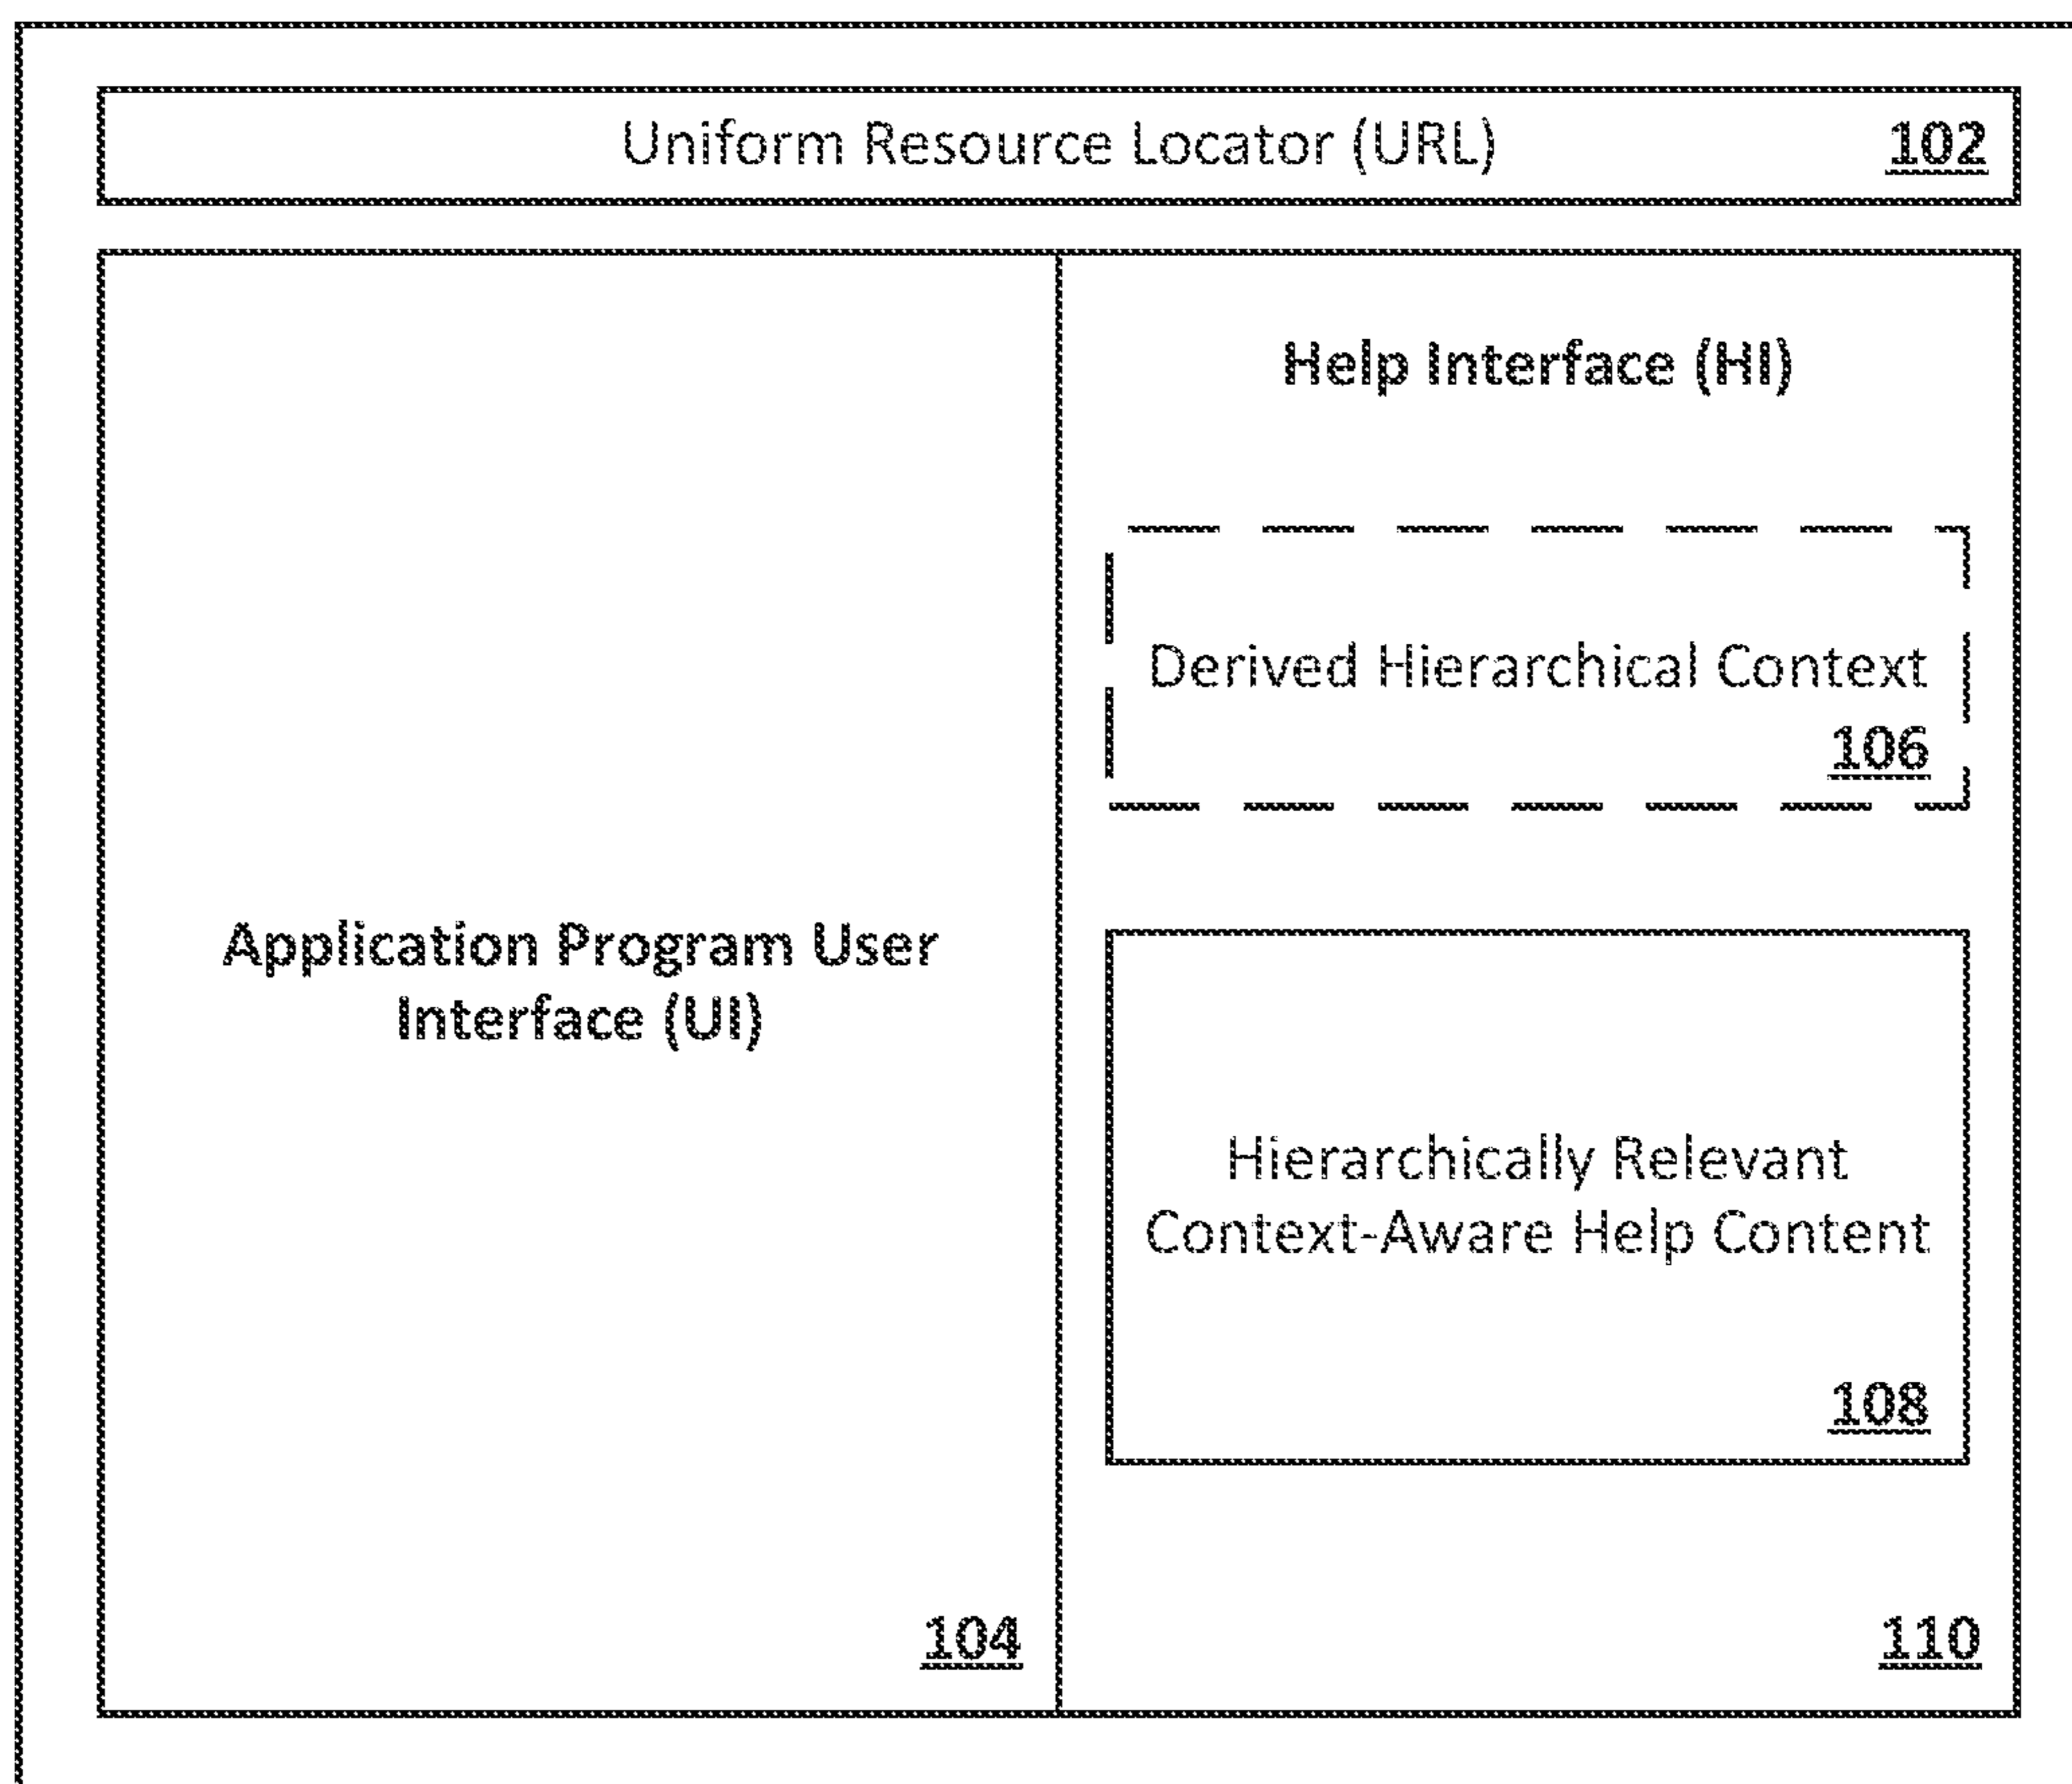 Uniform Resource Locator (URL) 102
Application Program User
Interface (UI)
104
Help Interface (HI)
Derived Hierarchical Context
106
Hierarchically Relevant
Context-Aware Help Content
108
110